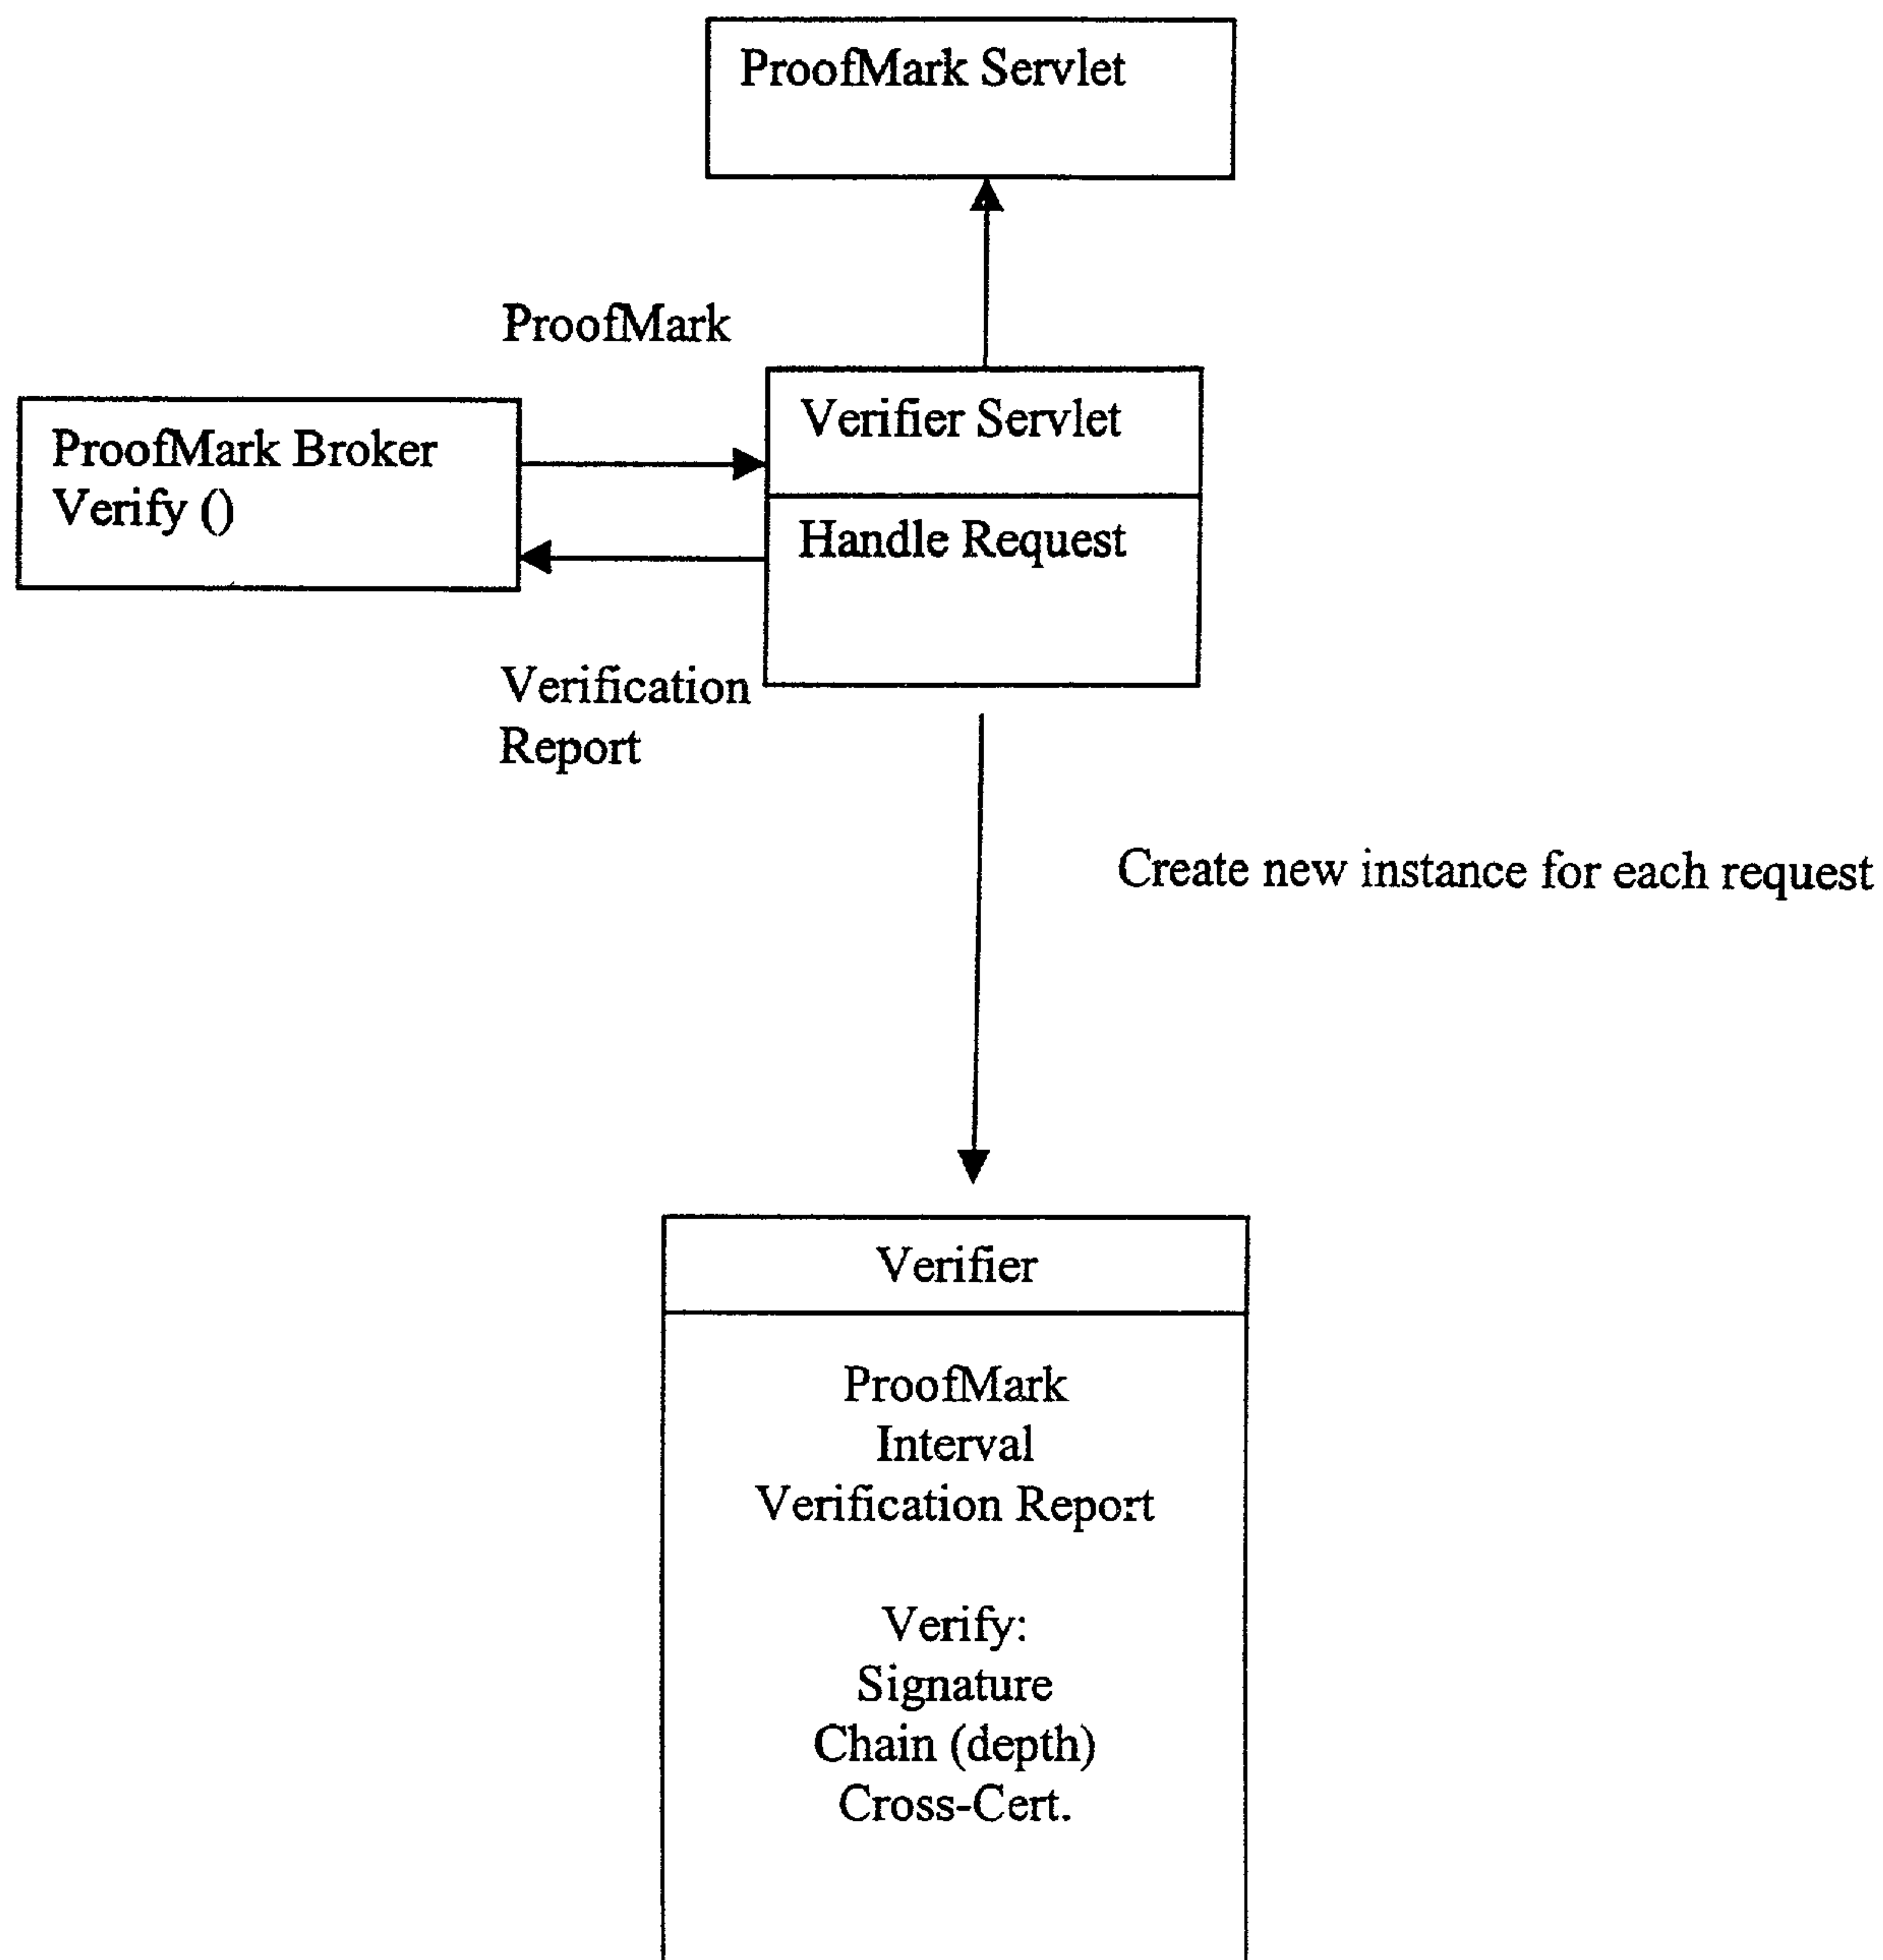 ProofMark Servlet
ProofMark
Verifier Servlet
ProofMark Broker
Verify ()
Handle Request
Verification
Report
Create new instance for each request
Verifier
ProofMark
Interval
Verification Report
Verify:
Signature
Chain (depth)
Cross-Cert.